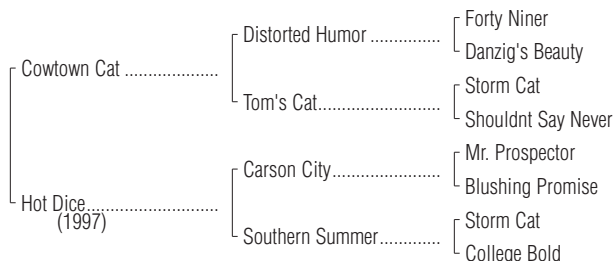 Forty Niner
Distorted Humor ...............
Danzig's Beauty
Cowtown Cat ....................
Storm Cat
Tom's Cat..........................
Shouldnt Say Never
Mr. Prospector
Carson City.......................
Blushing Promise
Hot Dice............................
(1997)
Storm Cat
Southern Summer.............
College Bold